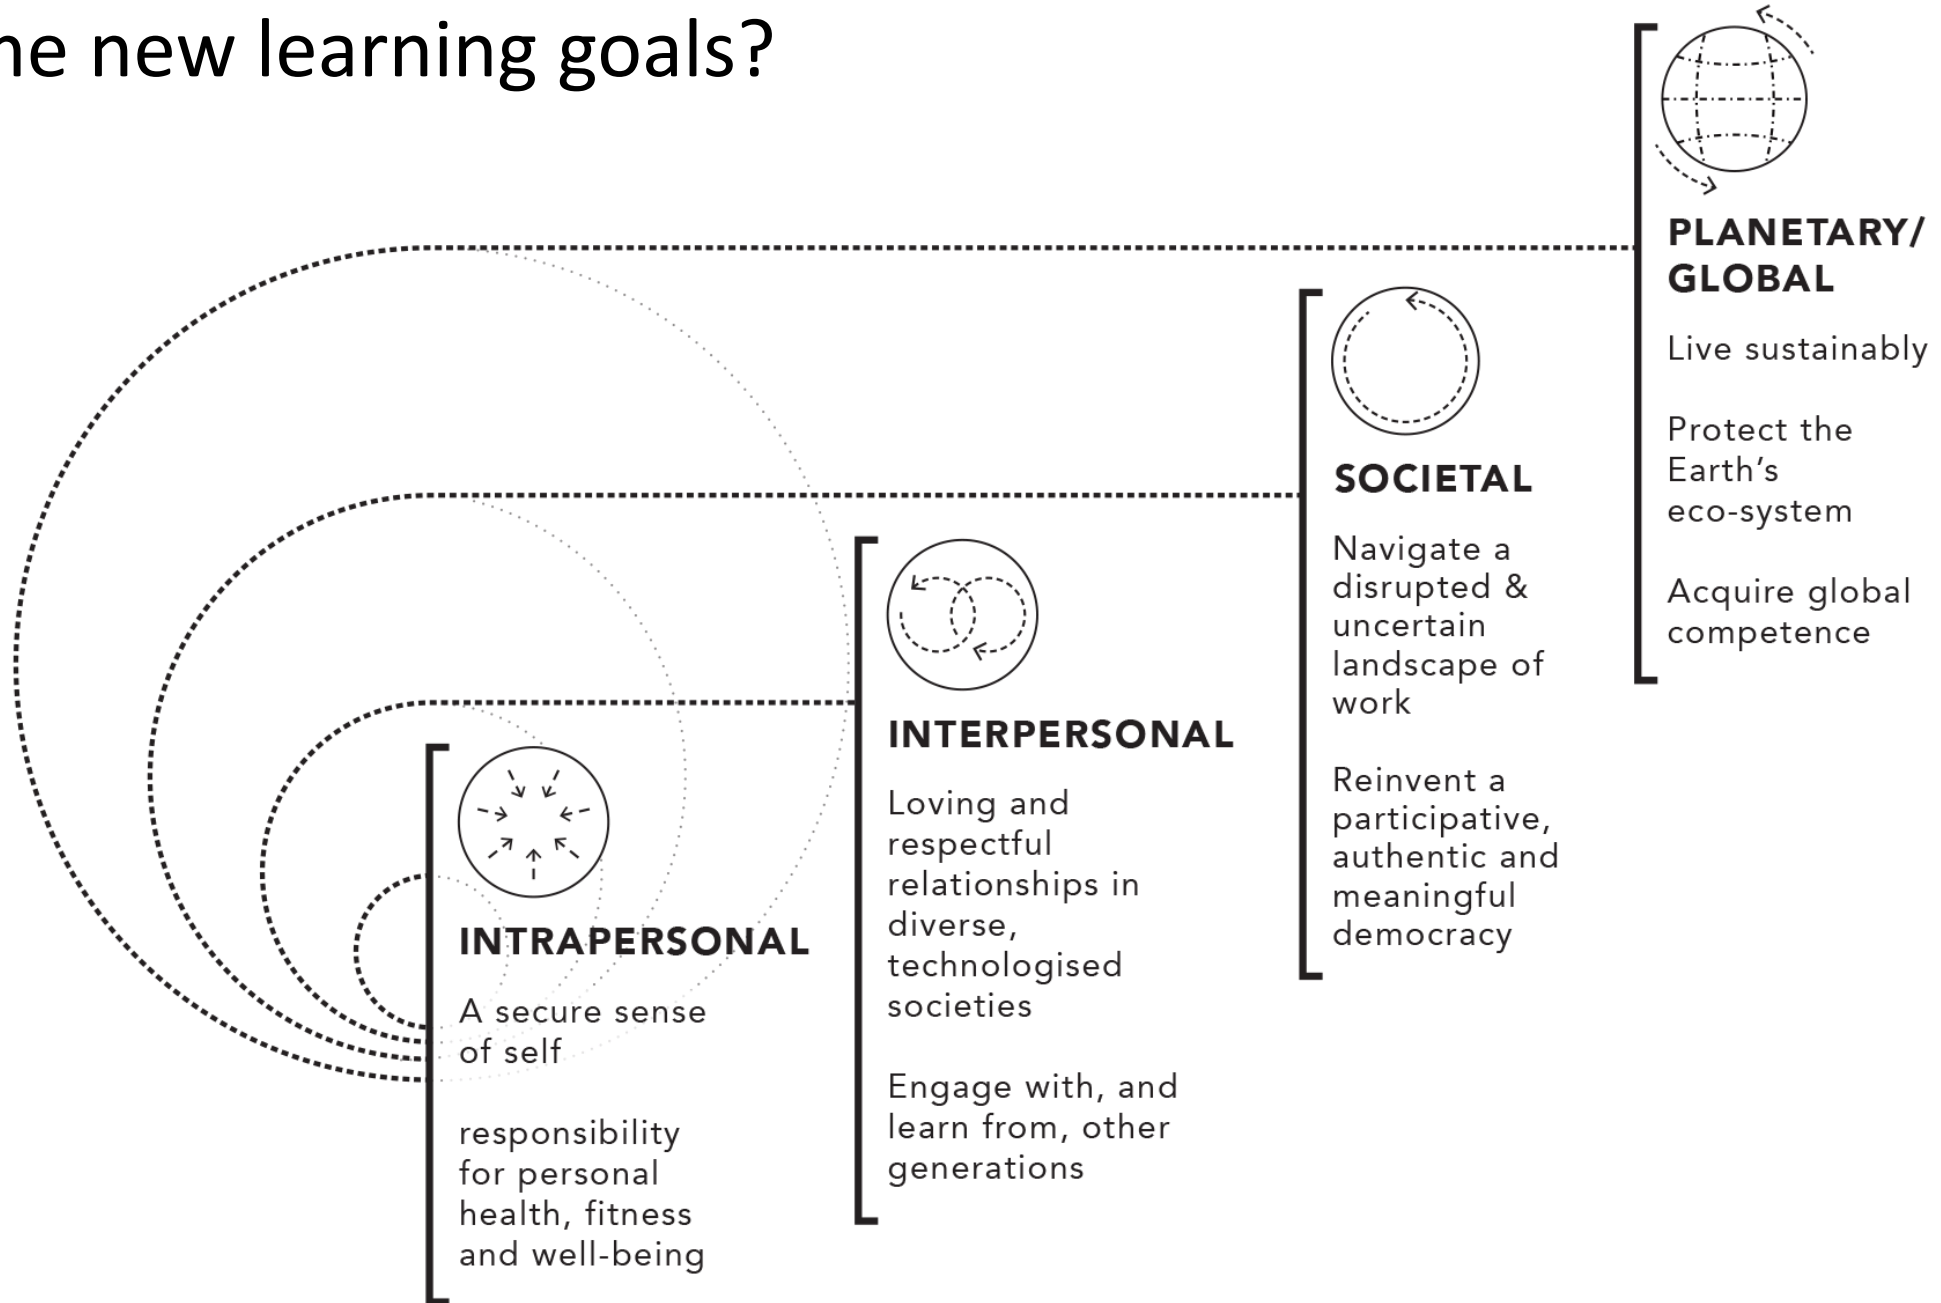 ne new learning goals?
PLANETARY/
GLOBAL
Live sustainably
Protect the
Earth’s
eco-system
Acquire global
competence
SOCIETAL
Navigate a
disrupted &
uncertain
landscape of
work
Reinvent a
participative,
authentic and
meaningful
democracy
INTERPERSONAL
Loving and
respectful
relationships in
diverse,
technologised
societies
Engage with, and
learn from, other
generations
INTRAPERSONAL
A secure sense
of self
responsibility
for personal
health, fitness
and well-being